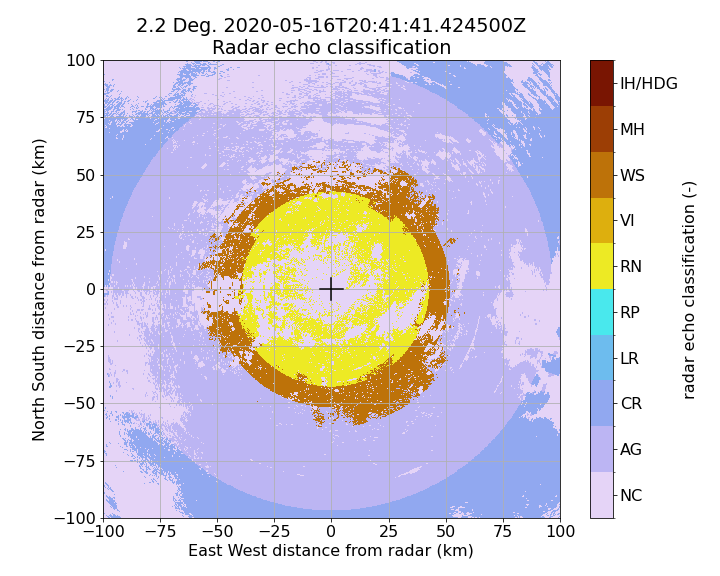 2.2 Deg. 2020-05-16T20:41:41.424500Z
Radar echo classification
100
75
50
25
0
−25
−50
−75
−100
North South distance from radar (km)
−100 −75 −50 −25 0 25 50 75 100
East West distance from radar (km)
IH/HDG
MH
WS
VI
RN
RP
LR
CR
AG
NC
radar echo classification (-)